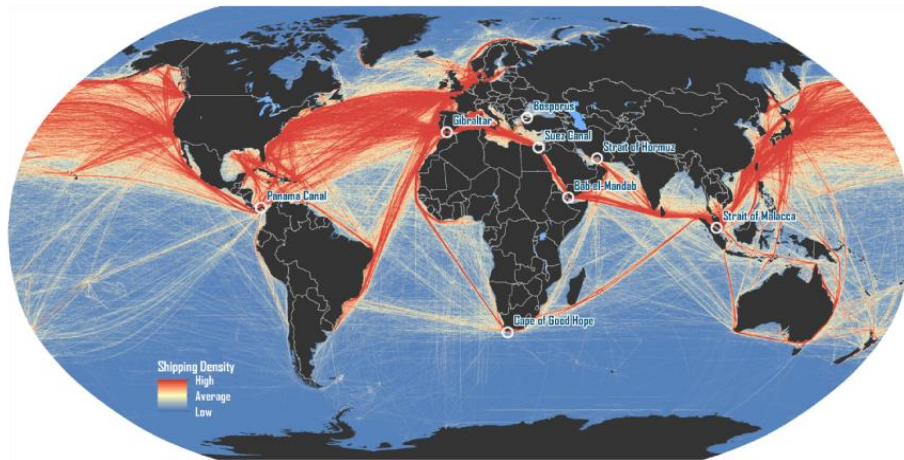 Bosporus
Gibraltar
Suez Canal
Strait of Hormuz
Bab el-Mandab
Panama Canal
Strait of Malacca
Cape of Good Hope
Shipping Density
High
Average
Low